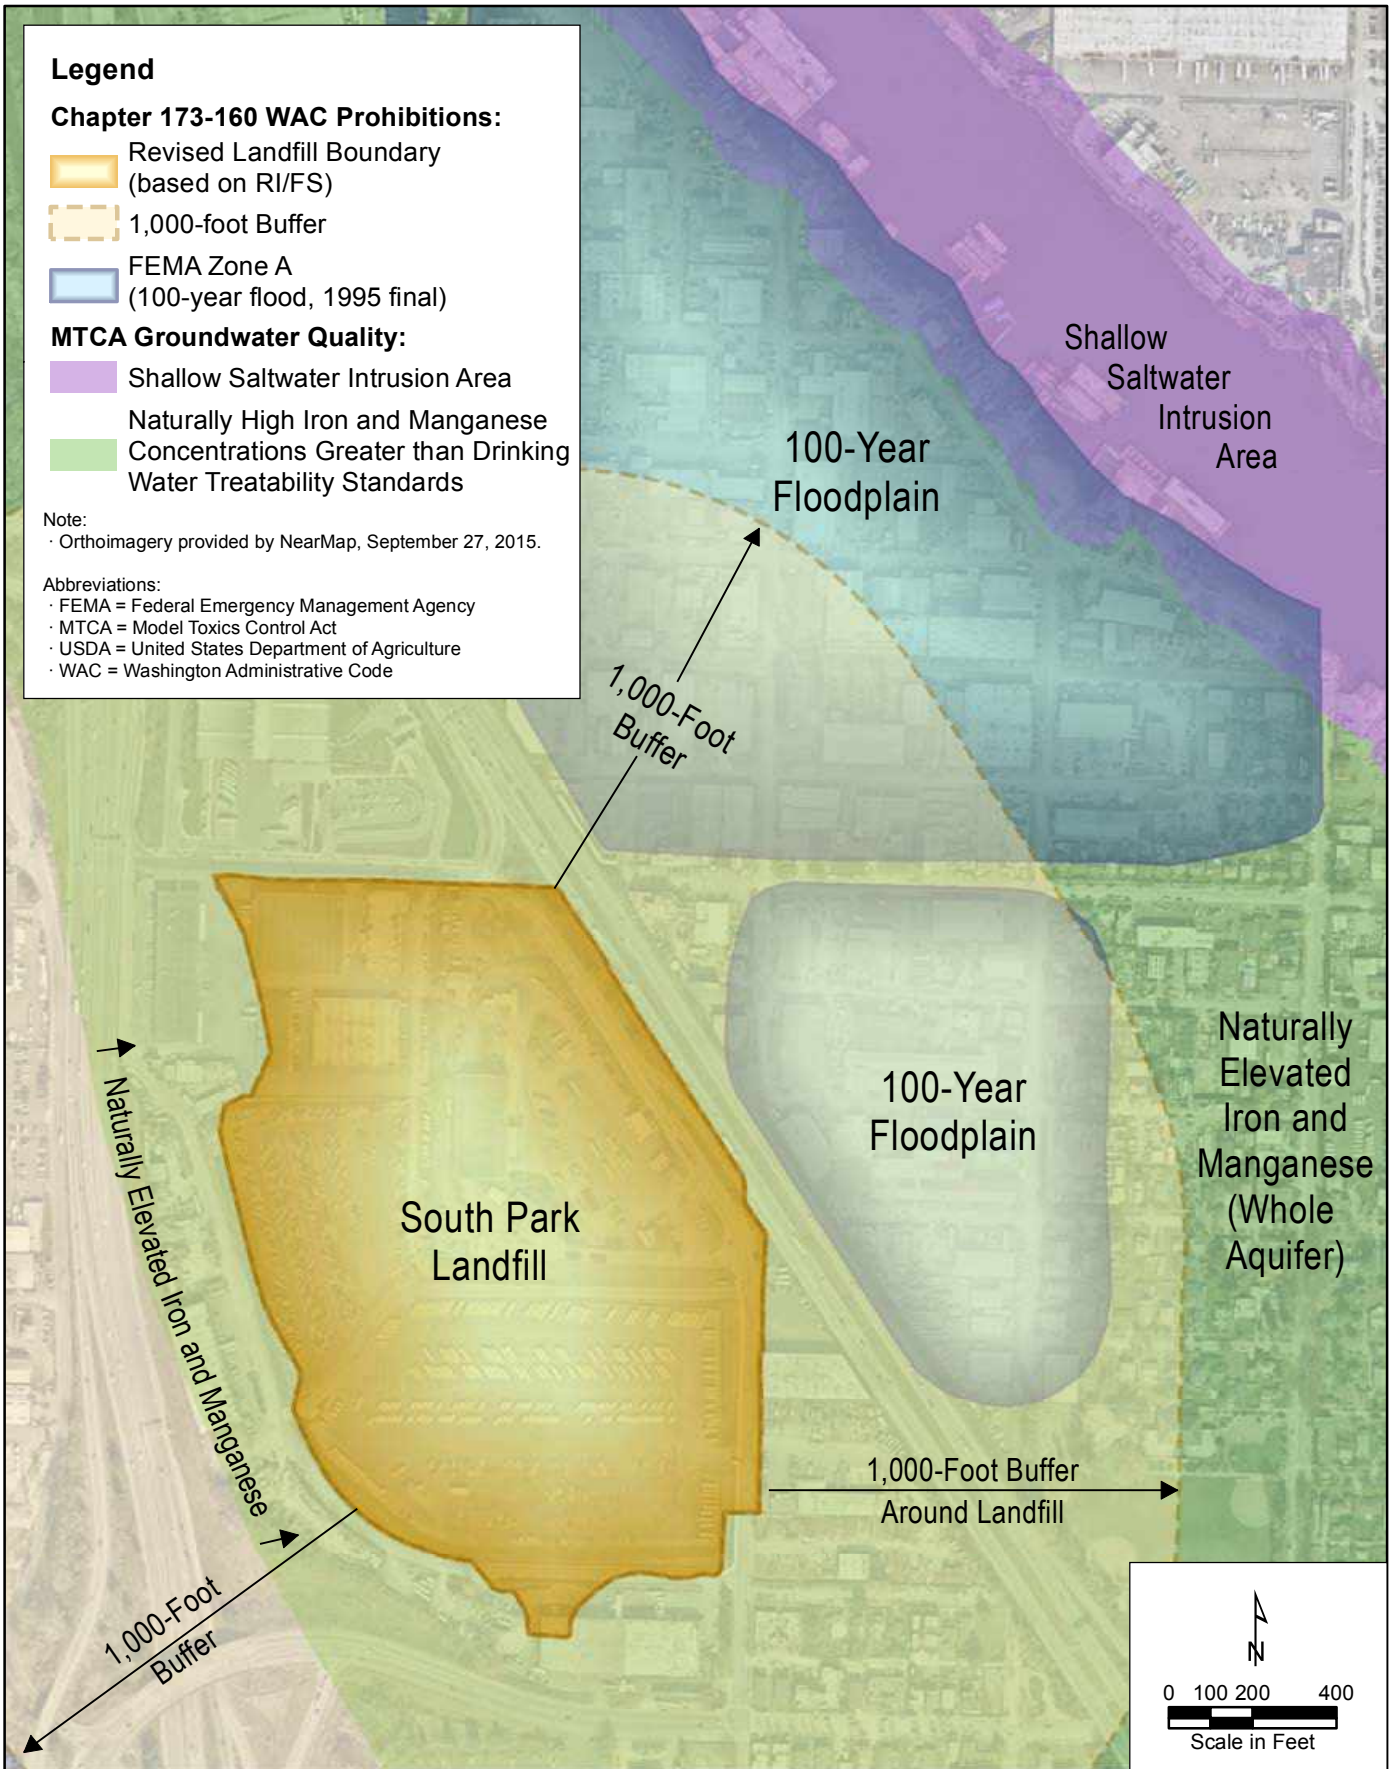 Legend
Chapter 173-160 WAC Prohibitions:
Revised Landfill Boundary
(based on RI/FS)
1,000-foot Buffer
FEMA Zone A
(100-year flood, 1995 final)
MTCA Groundwater Quality:
Shallow Saltwater Intrusion Area
Naturally High Iron and Manganese
Concentrations Greater than Drinking
Water Treatability Standards
Note:
· Orthoimagery provided by NearMap, September 27, 2015.
Abbreviations:
· FEMA = Federal Emergency Management Agency
· MTCA = Model Toxics Control Act
· USDA = United States Department of Agriculture
· WAC = Washington Administrative Code
Shallow
Saltwater
Intrusion
Area
100-Year
Floodplain
1,000-Foot
Buffer
Naturally
Elevated
Iron and
Manganese
(Whole
Aquifer)
100-Year
Floodplain
Naturally Elevated Iron and Manganese
South Park
Landfill
1,000-Foot Buffer
Around Landfill
1,000-Foot
Buffer
N
0 100 200 400
Scale in Feet